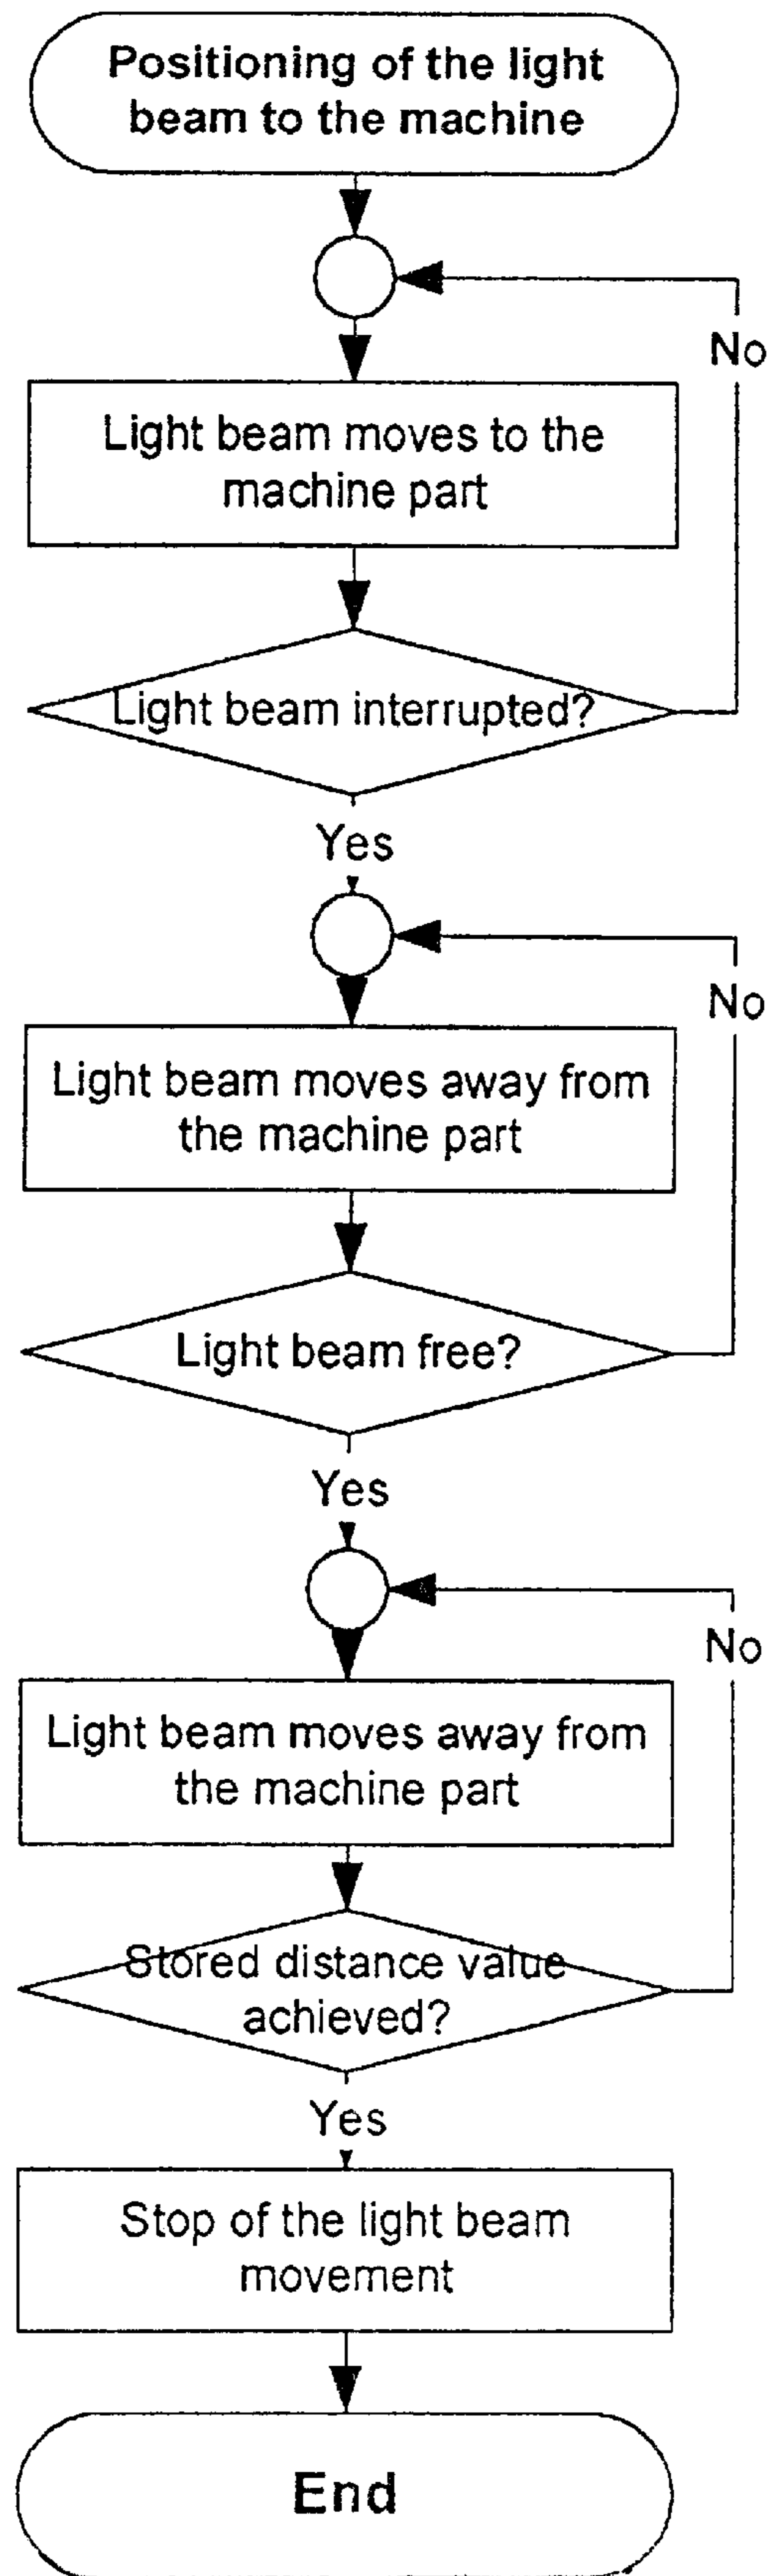 Positioning of the light
beam to the machine
No
Light beam moves to the
machine part
Light beam interrupted?
Yes
No
Light beam moves away from
the machine part
Light beam free?
Yes
No
Light beam moves away from
the machine part
Stored distance value
achieved?
Yes
Stop of the light beam
movement
End